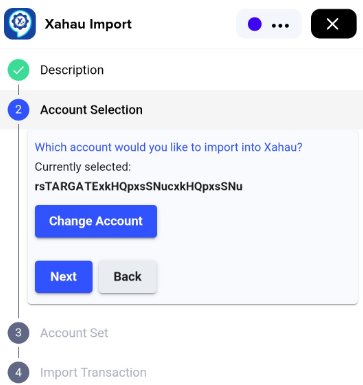 Xahau Import
Description
2
Account Selection
Which account would you like to import into Xahau?
Currently selected:
rsTARGATExkHQpxsSNucxkHQpxsSNu
Change Account
Next
Back
3
Account Set
4
Import Transaction